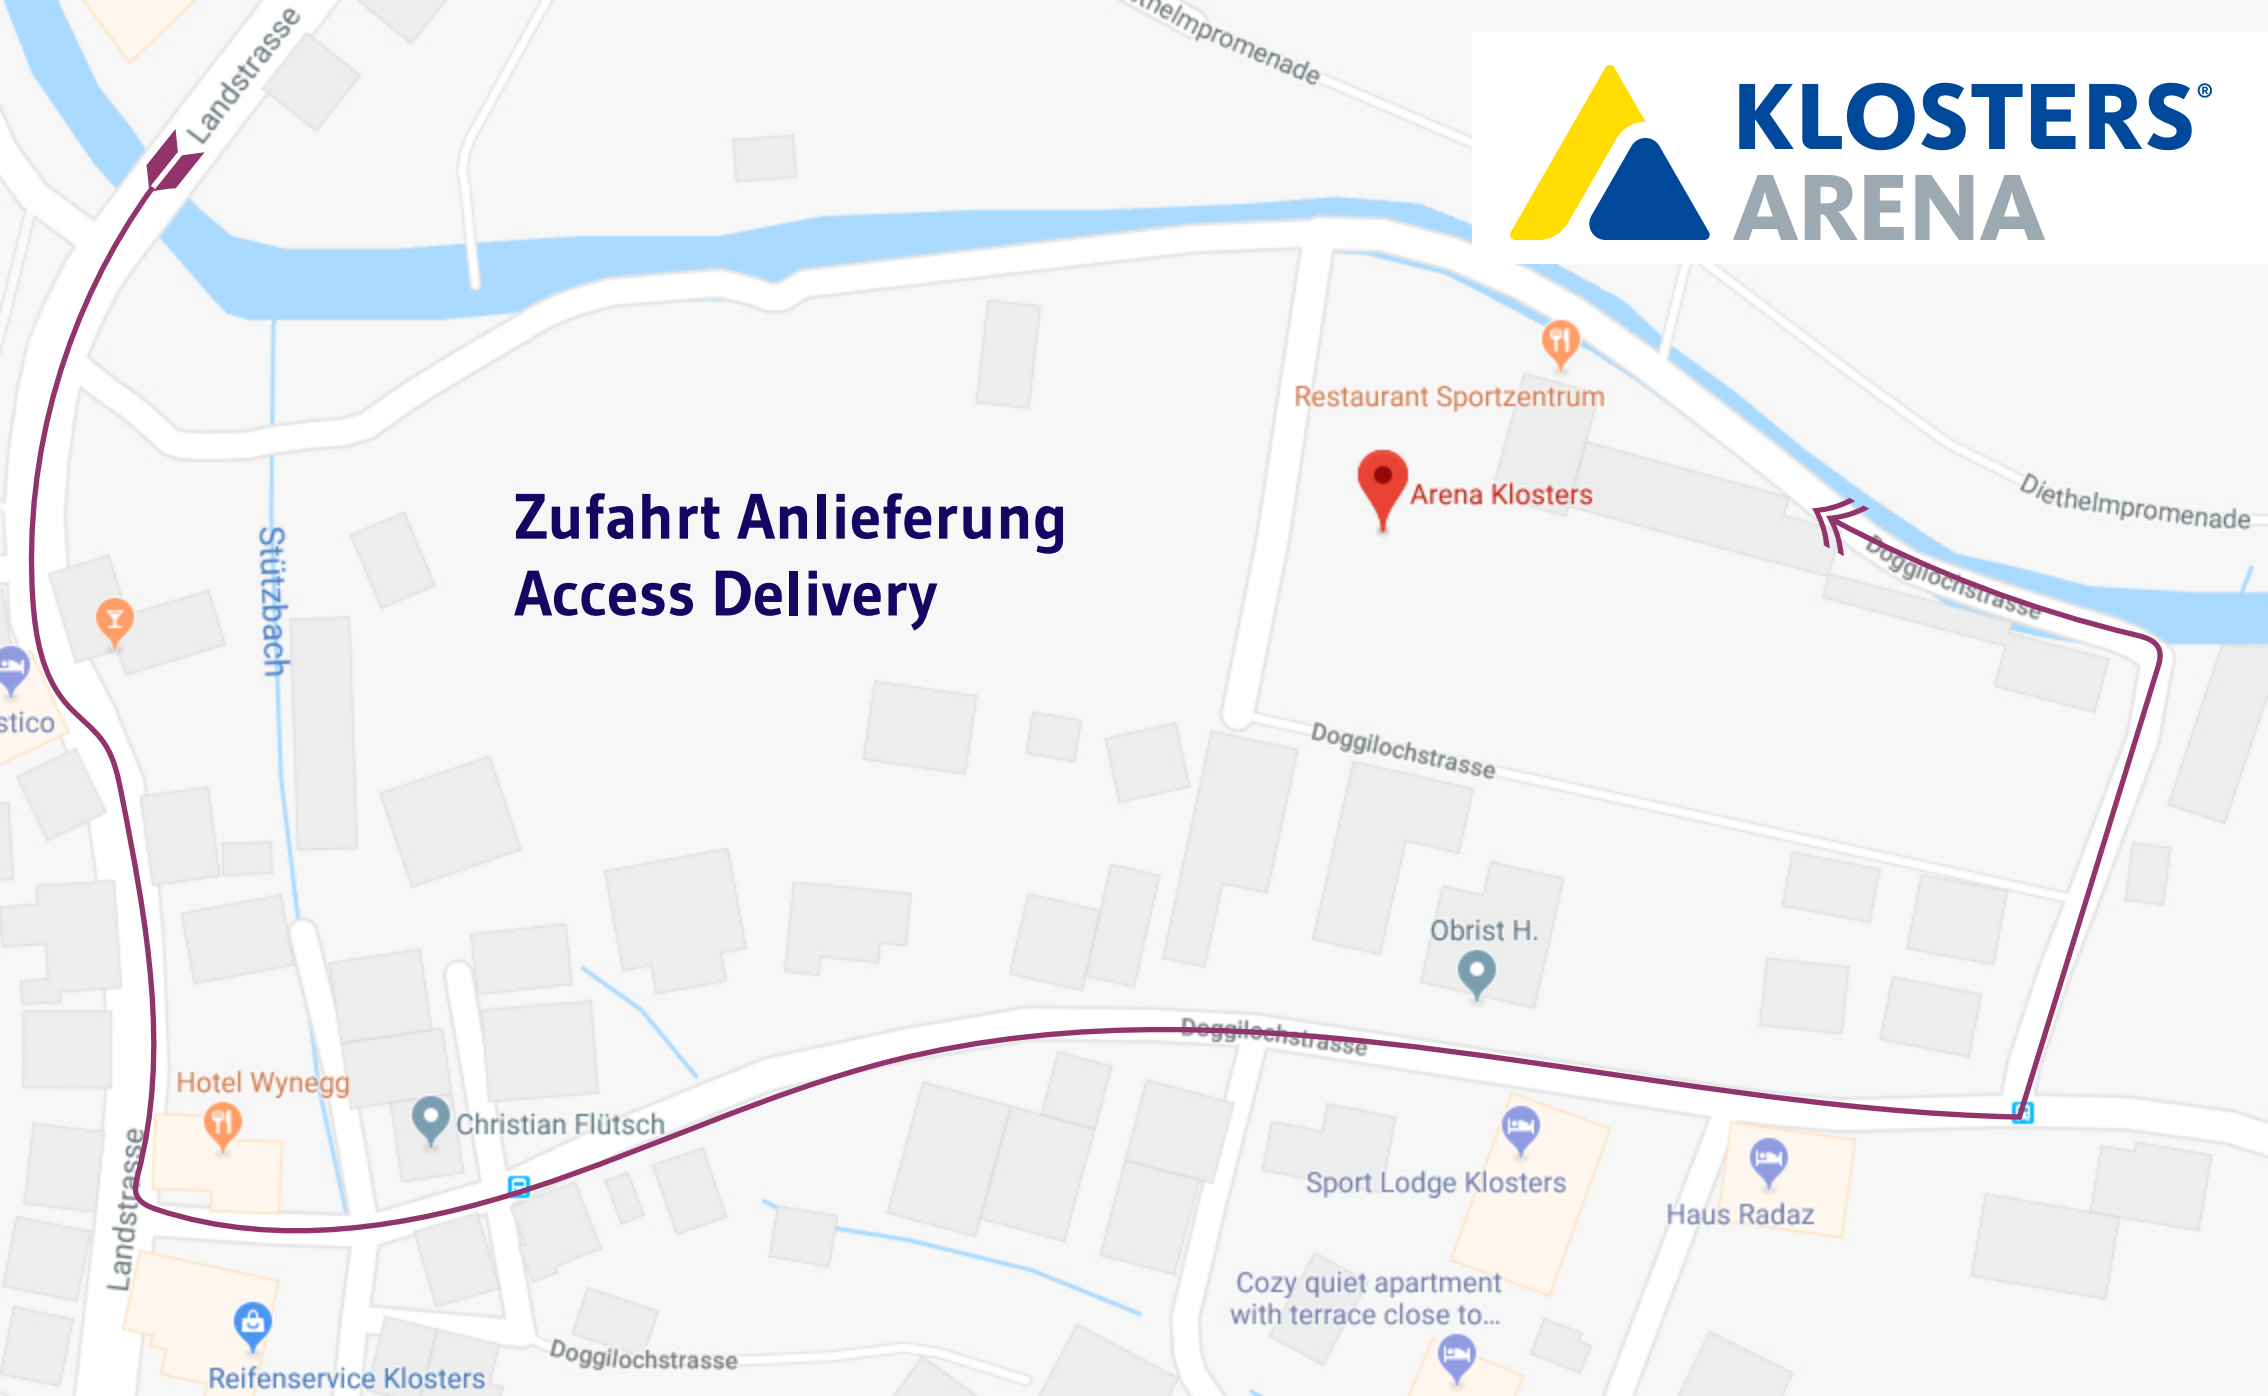 Landstrasse
thelmpromenade
KLOSTERS®
ARENA
Restaurant Sportzentrum
Arena Klosters
Diethelmpromenade
Zufahrt Anlieferung
Access Delivery
Doggilochstrasse
Stützbach
stico
Doggilochstrasse
Obrist H.
Doggilochstrasse
Hotel Wynegg
Christian Flütsch
Landstrasse
Sport Lodge Klosters
Haus Radaz
Cozy quiet apartment
with terrace close to...
Doggilochstrasse
Reifenservice Klosters